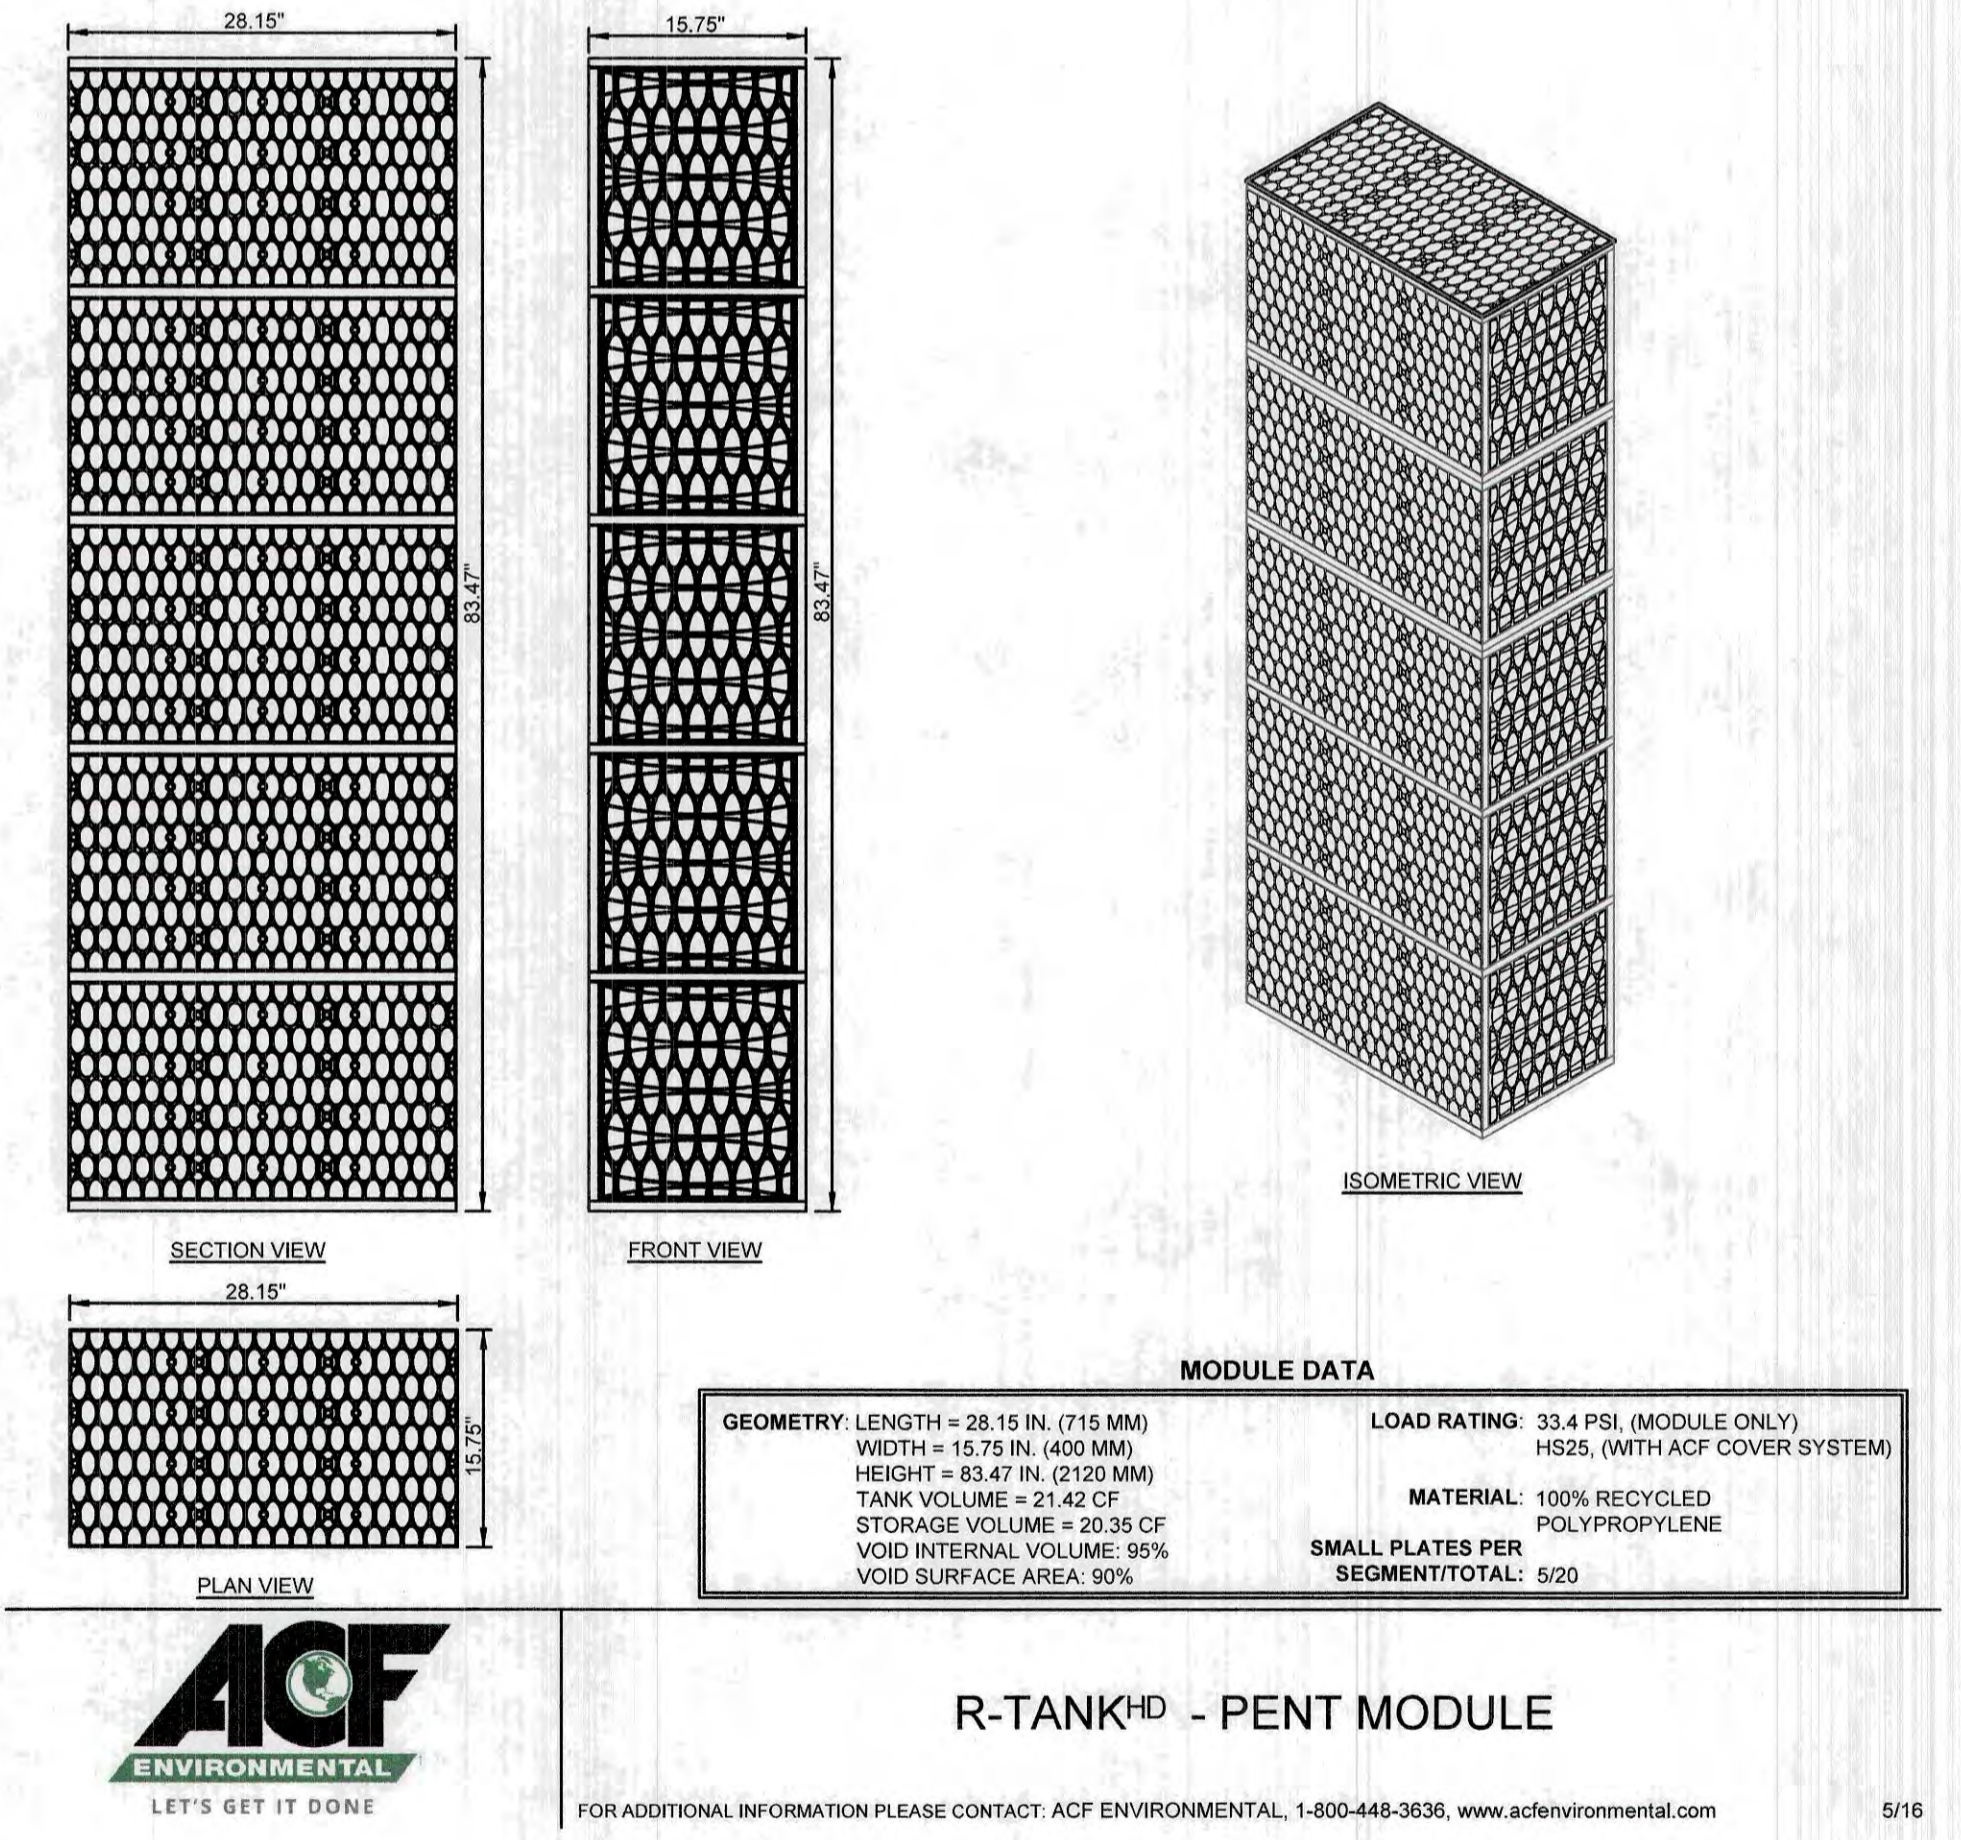 28.15"
15.75"
83.47"
83.47"
SECTION VIEW
FRONT VIEW
ISOMETRIC VIEW
28.15"
15.75"
PLAN VIEW
MODULE DATA
GEOMETRY: LENGTH = 28.15 IN. (715 MM)
WIDTH = 15.75 IN. (400 MM)
HEIGHT = 83.47 IN. (2120 MM)
TANK VOLUME = 21.42 CF
STORAGE VOLUME = 20.35 CF
VOID INTERNAL VOLUME: 95%
VOID SURFACE AREA: 90%
LOAD RATING: 33.4 PSI, (MODULE ONLY)
HS25, (WITH ACF COVER SYSTEM)
MATERIAL: 100% RECYCLED
POLYPROPYLENE
SMALL PLATES PER
SEGMENT/TOTAL: 5/20
ACF
ENVIRONMENTAL
LET'S GET IT DONE
R-TANKHD - PENT MODULE
FOR ADDITIONAL INFORMATION PLEASE CONTACT: ACF ENVIRONMENTAL, 1-800-448-3636, www.acfenvironmental.com
5/16